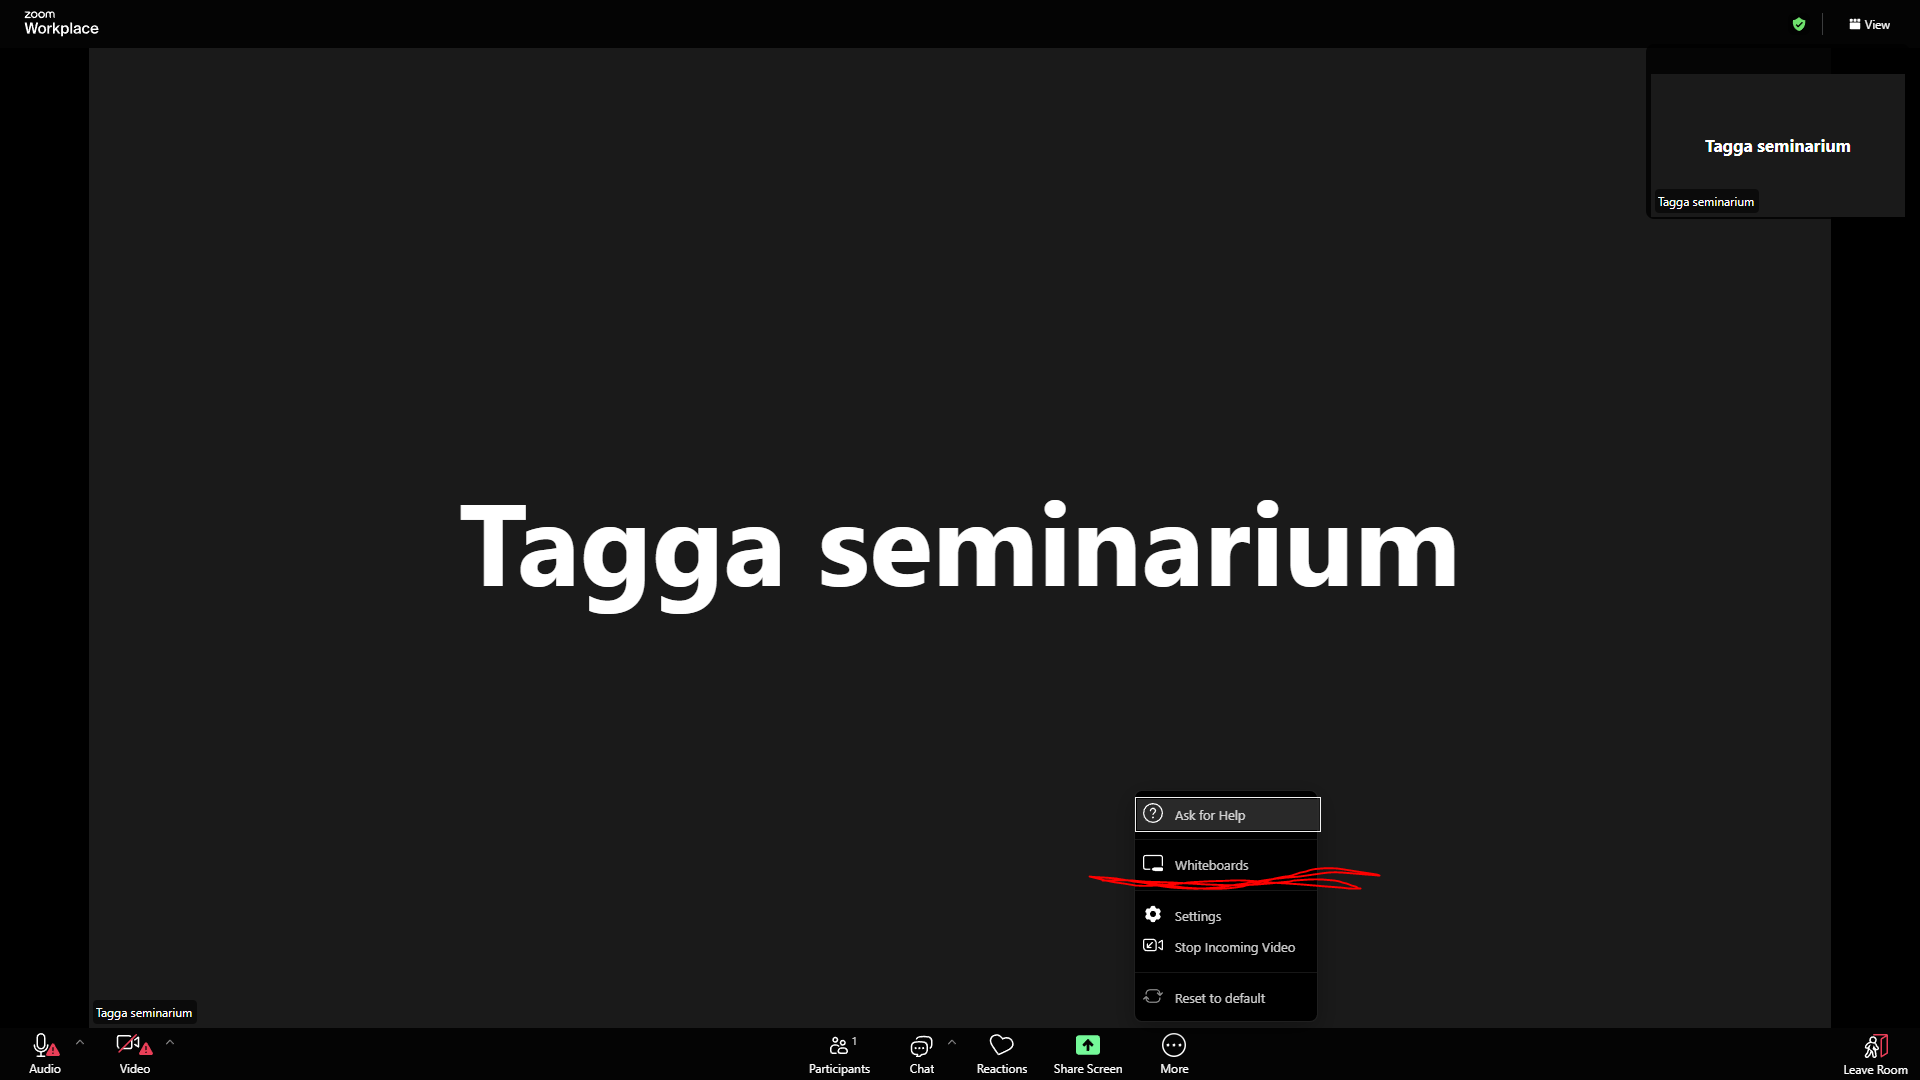 zoom
Workplace
View
Tagga seminarium
Tagga seminarium
Tagga seminarium
Ask for Help
Whiteboards
Settings
Stop Incoming Video
Reset to default
Tagga seminarium
Audio
Video
Participants 1
Chat
Reactions
Share Screen
More
Leave Room